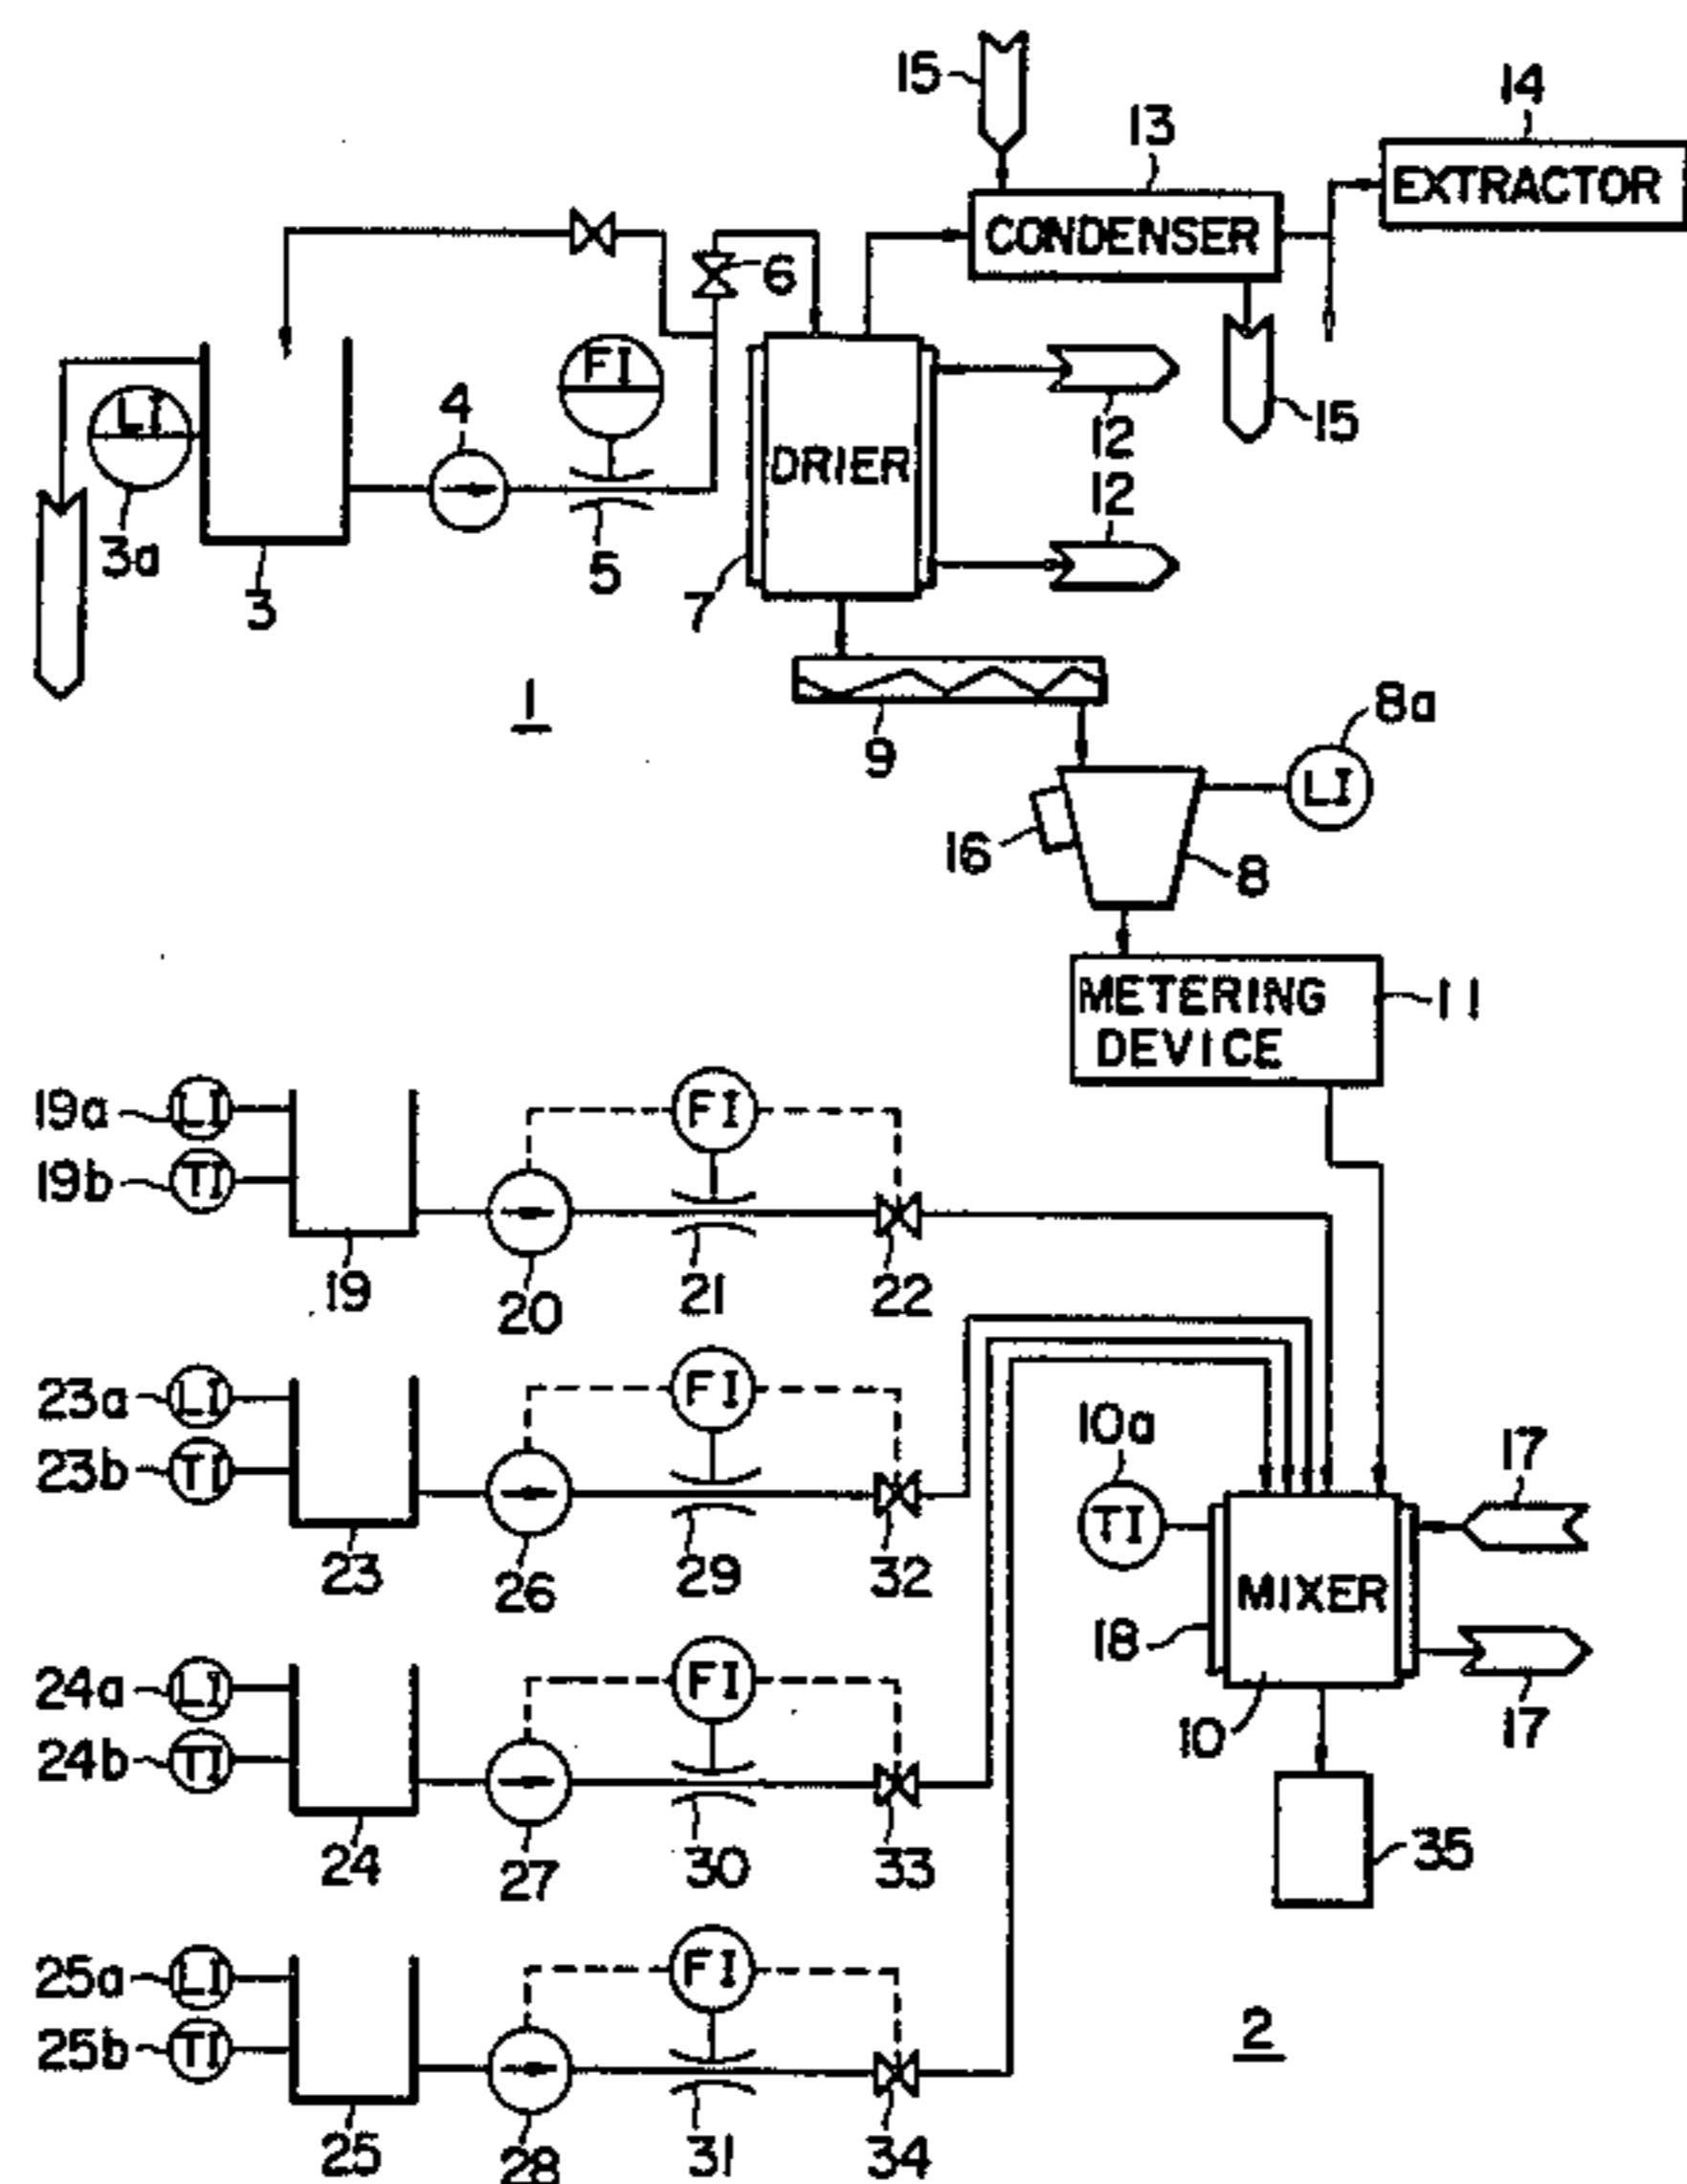 15
13
14
EXTRACTOR
CONDENSER
6
FI
LI
4
DRIER
12
15
12
3a
3
5
7
1
9
8a
LI
16
8
METERING
DEVICE
11
19a
LI
FI
19b
TI
19
20
21
22
23a
LI
FI
23b
TI
10a
TI
17
23
26
29
32
MIXER
18
24a
LI
FI
24b
TI
10
17
24
27
30
33
35
25a
LI
FI
25b
TI
2
25
28
31
34